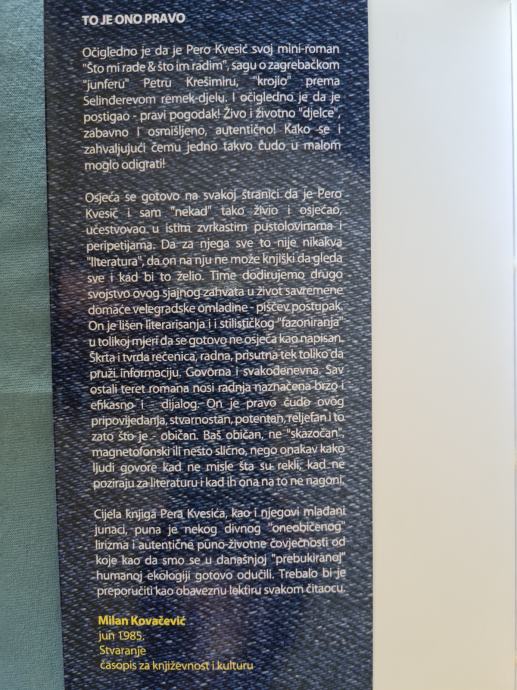 TO JE ONO PRAVO
Očigledno je da je Pero Kvesić svoj mini-roman
"Što mi rade & što im radim", sagu o zagrebačkom
"junferu" Petru Krešimiru, "krojio" prema
Selinderevom remek-djelu. I očigledno je da je
postigao - pravi pogodak! Živo i životno "djelce",
zabavno i osmišljeno, autentično! Kako se i
zahvaljujući čemu jedno takvo čudo u malom
moglo odigrati!
Osjeća se gotovo na svakoj stranici da je Pero
Kvesić i sam "nekad" tako živio i osjećao,
učestvovao u istim zvrkastim pustolovinama i
peripetijama. Da za njega sve to nije nikakva
"literatura", da on na nju ne može knjiški da gleda
sve i kad bi to želio. Time dodirujemo drugo
svojstvo ovog sjajnog zahvata u život savremene
domaće velegradske omladine - piščev postupak.
On je lišen literarisanja i i stilističkog "fazoniranja"
u tolikoj mjeri da se gotovo ne osjeća kao napisan.
Škrta i tvrda rečenica, radna, prisutna tek toliko da
pruži informaciju. Govorna i svakodenevna. Sav
ostali teret romana nosi radnja naznačena brzo i
efikasno i - dijalog. On je pravo čudo ovog
pripovijedanja, stvarnostan, potentan, reljefan i to
zato što je - običan. Baš običan, ne "skazočan",
magnetofonski ili nešto slično, nego onakav kako
ljudi govore kad ne misle šta su rekli, kad ne
poziraju za literaturu i kad ih ona na to ne nagoni.
Cijela knjiga Pera Kvesića, kao i njegovi mlađani
junaci, puna je nekog divnog "oneobičenog"
lirizma i autentične puno-životne čovječnosti od
koje kao da smo se u današnjoj "prebukiranoj"
humanoj ekologiji gotovo odučili. Trebalo bi je
preporučiti kao obaveznu lektiru svakom čitaocu.
Milan Kovačević
jun 1985.
Stvaranje
časopis za književnost i kulturu